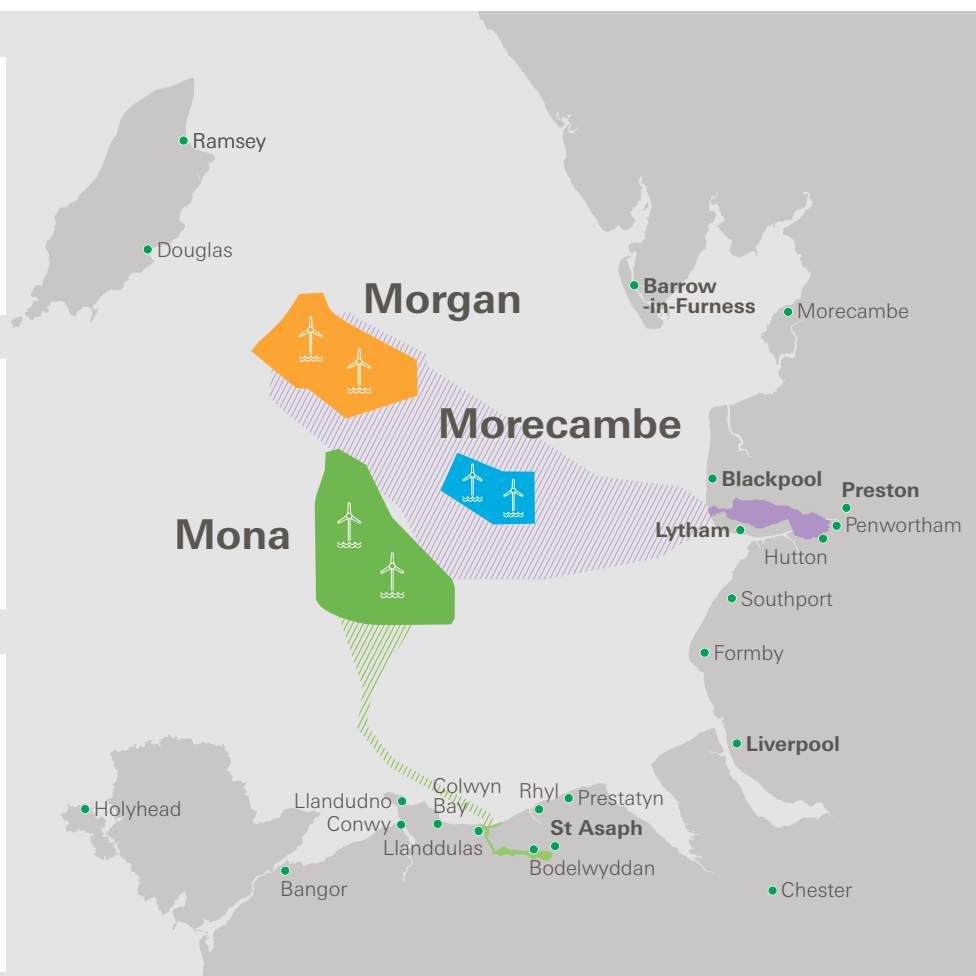 Ramsey
Douglas
Morgan
Barrow
-in-Furness
Morecambe
Morecambe
Blackpool
Preston
Mona
Lytham
Penwortham
Hutton
Southport
Formby
Liverpool
Holyhead
Llandudno
Colwyn
Bay
Rhyl
Prestatyn
Conwy
St Asaph
Llanddulas
Bodelwyddan
Bangor
Chester